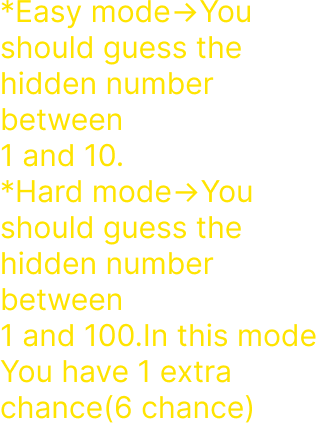 *Easy mode→You
should guess the
hidden number
between
1 and 10.
*Hard mode→You
should guess the
hidden number
between
1 and 100.In this mode
You have 1 extra
chance(6 chance)